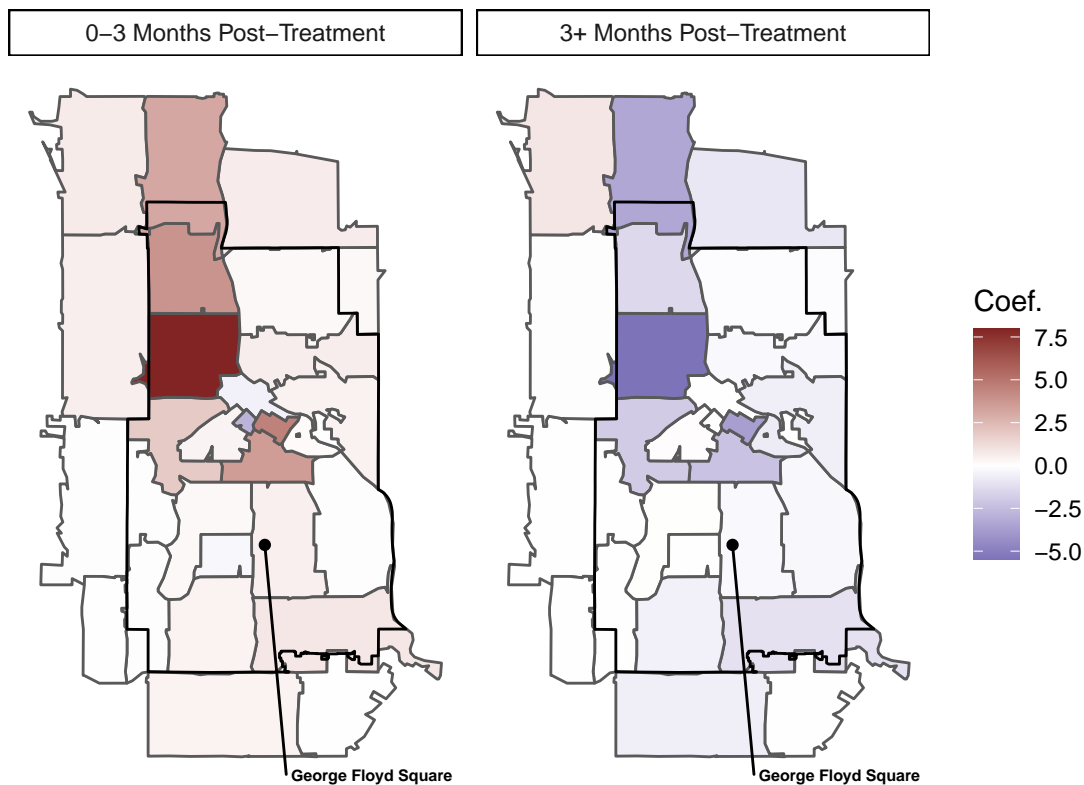 0–3 Months Post–Treatment
3+ Months Post–Treatment
Coef.
7.5
5.0
2.5
0.0
−2.5
−5.0
George Floyd Square
George Floyd Square